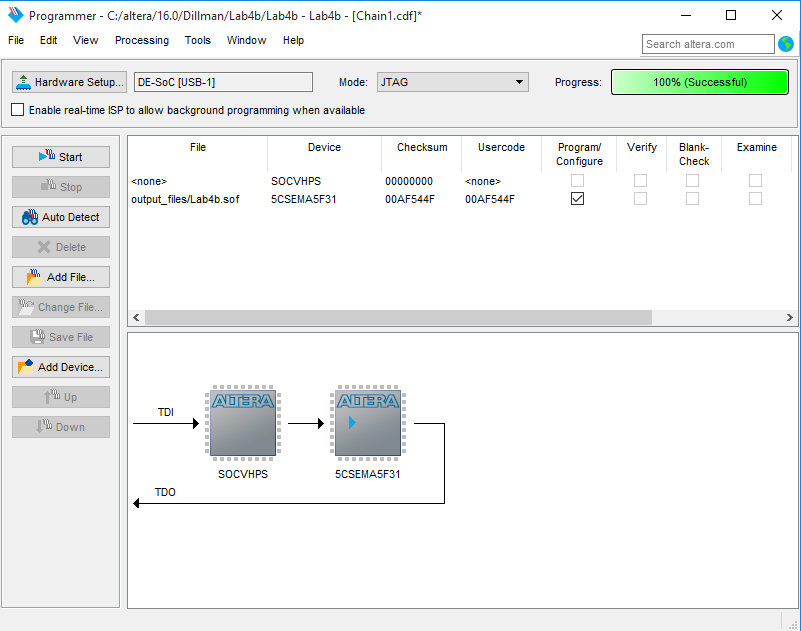 Programmer - C:/altera/16.0/Dillman/Lab4b/Lab4b - Lab4b - [Chain1.cdf]*
File Edit View Processing Tools Window Help
Search altera.com
Hardware Setup... DE-SoC [USB-1] Mode: JTAG Progress: 100% (Successful)
Enable real-time ISP to allow background programming when available
Start
Stop
Auto Detect
Delete
Add File...
Change File...
Save File
Add Device...
Up
Down
File Device Checksum Usercode Program/ Verify Blank- Examine
Configure Check
<none> SOCVHPS 00000000 <none>
output_files/Lab4b.sof 5CSEMA5F31 00AF544F 00AF544F
ALTERA ALTERA
TDI
SOCVHPS 5CSEMA5F31
TDO